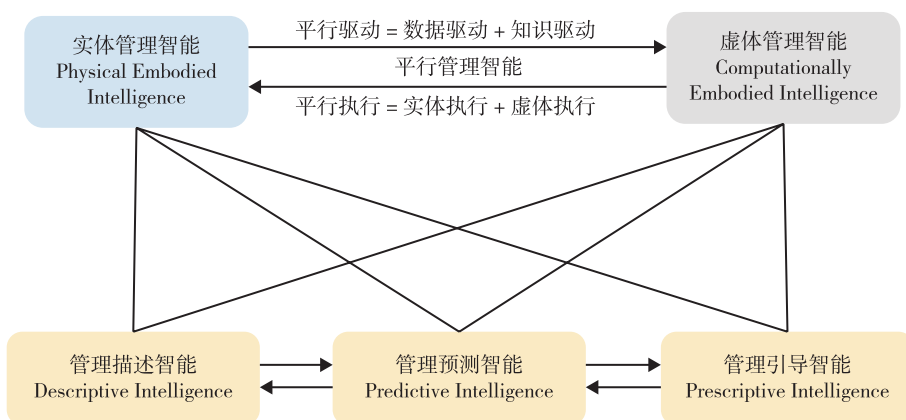 实体管理智能
Physical Embodied
Intelligence
平行驱动 = 数据驱动 + 知识驱动
平行管理智能
平行执行 = 实体执行 + 虚体执行
虚体管理智能
Computationally
Embodied Intelligence
管理描述智能
Descriptive Intelligence
管理预测智能
Predictive Intelligence
管理引导智能
Prescriptive Intelligence